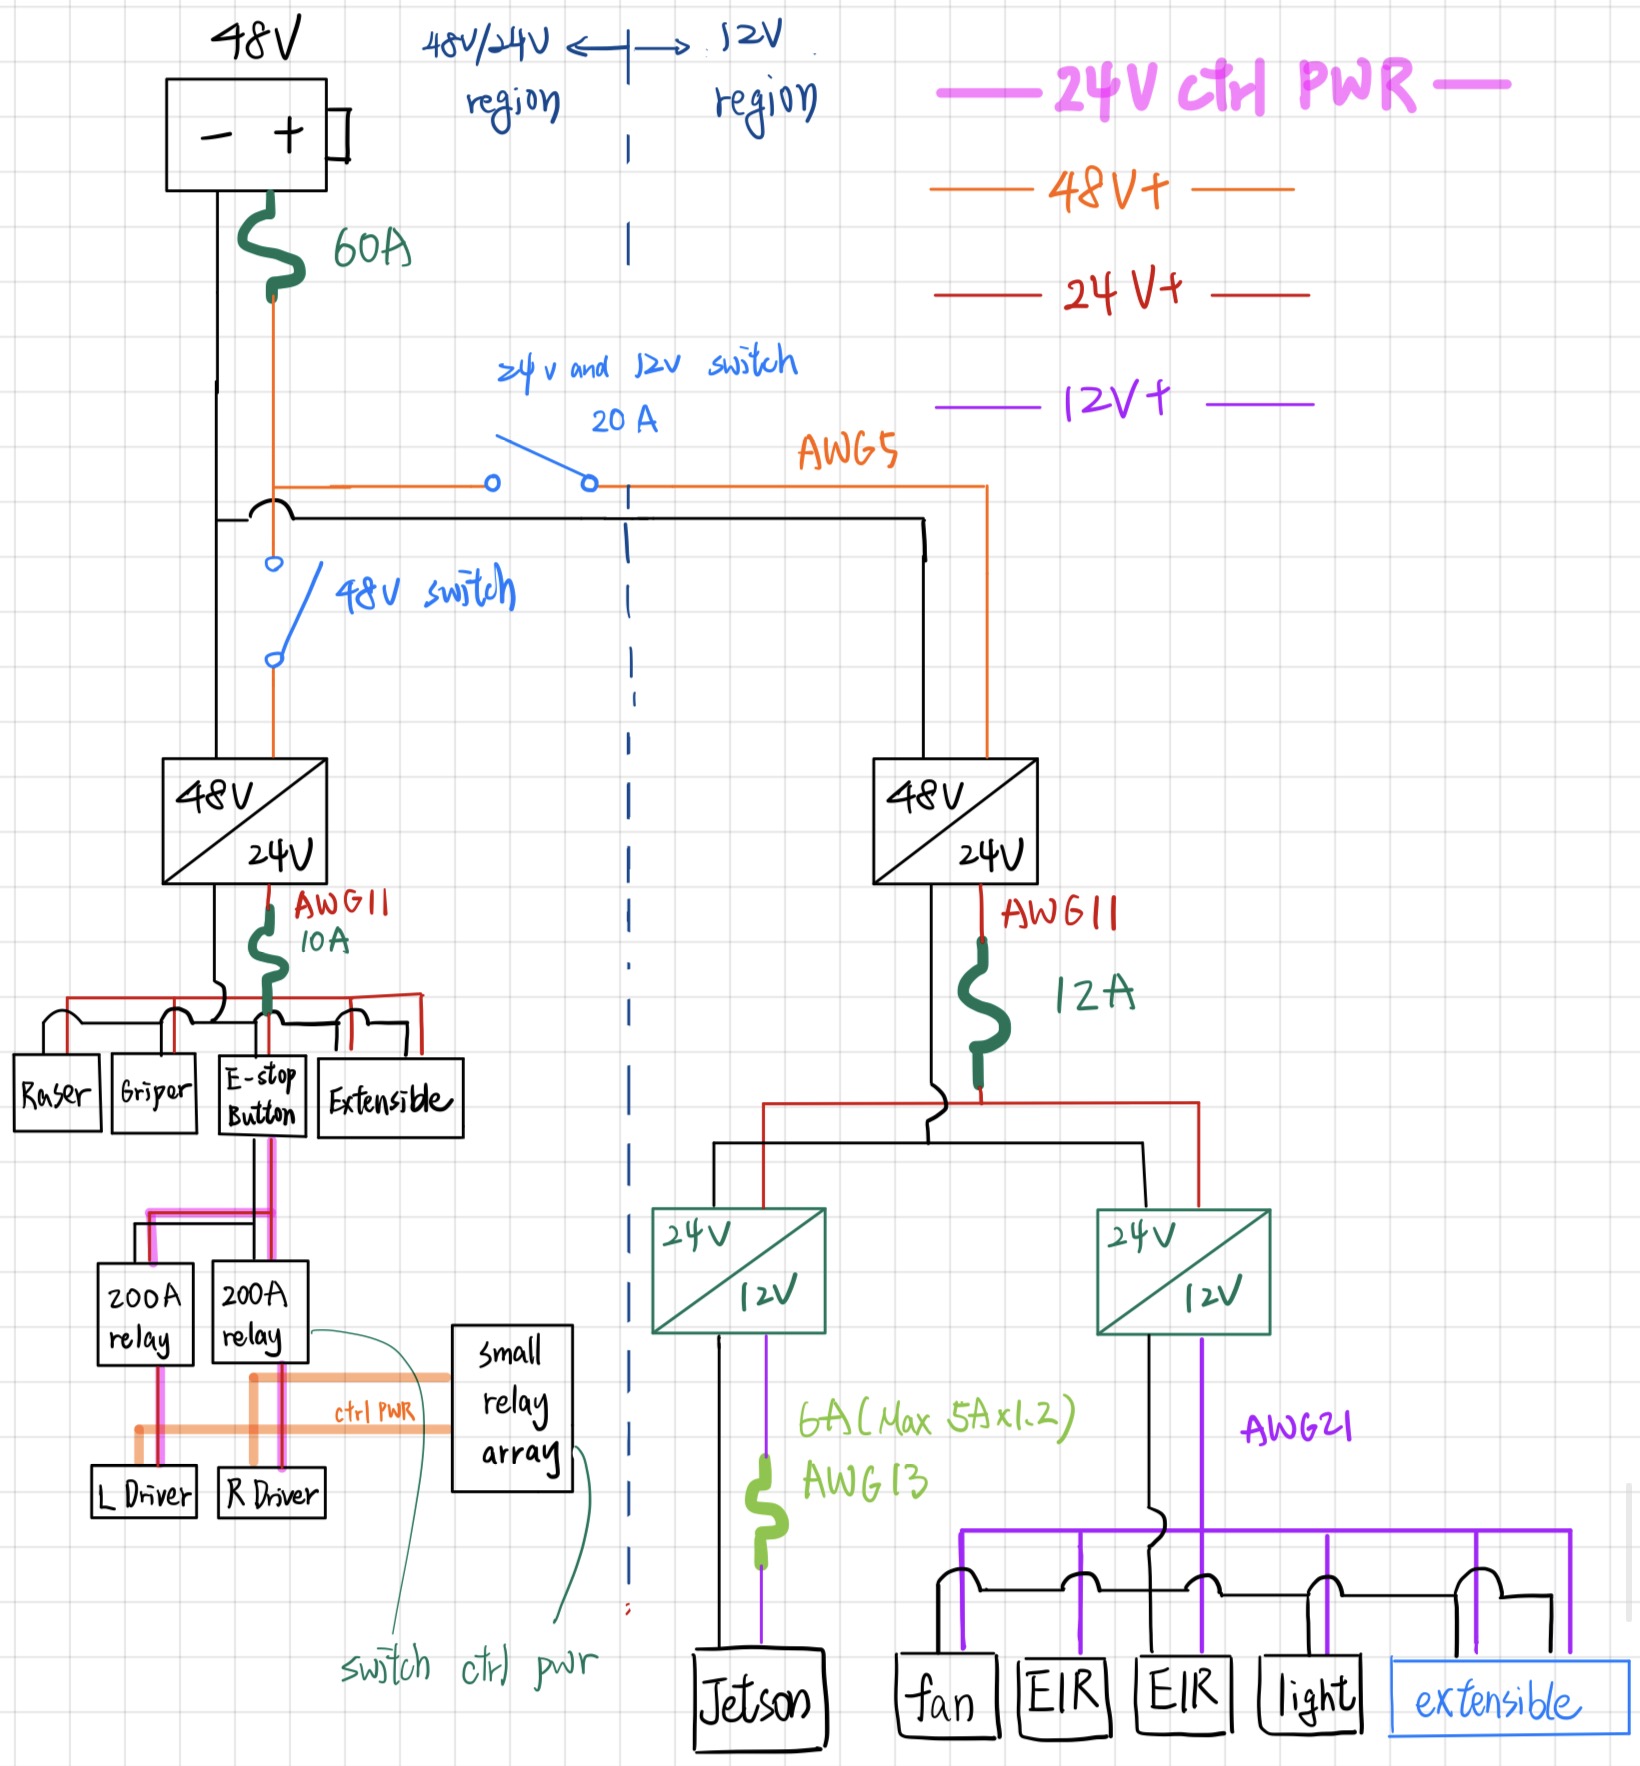 48V
48V/24V
region
12V
region
24V ctrl PWR
− +
60A
48V+
24V+
12V+
24v and 12v switch
20A
AWG5
48V switch
48V
24V
48V
24V
AWG11
10A
AWG11
12A
Raser
Griper
E-stop
Button
Extensible
24V
12V
24V
12V
200A
relay
200A
relay
small
relay
array
ctrl PWR
6A(Max 5A×1.2)
AWG13
AWG21
L Driver
R Driver
switch ctrl pwr
Jetson
fan
EIR
EIR
light
extensible